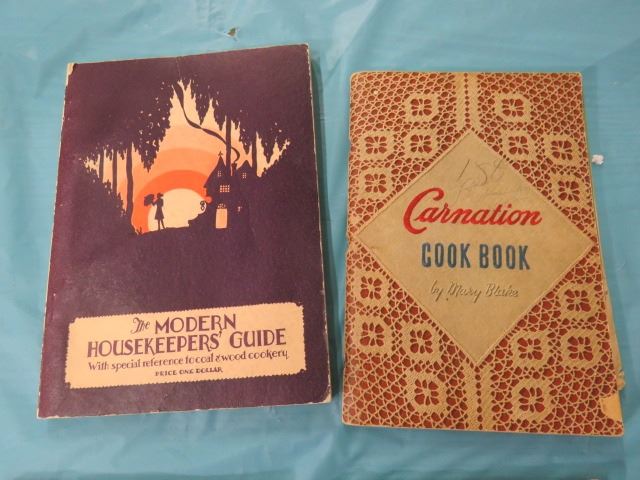 The MODERN
HOUSEKEEPERS' GUIDE
With special reference to coal & wood cookery.
PRICE ONE DOLLAR
Carnation
COOK BOOK
by Mary Blake